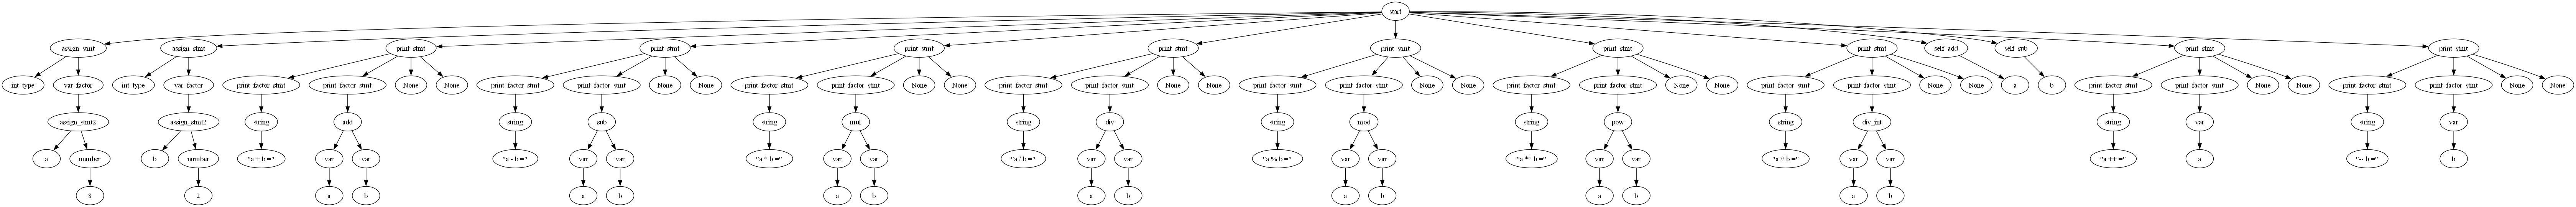 start
assign_stmt assign_stmt print_stmt print_stmt print_stmt print_stmt print_stmt print_stmt print_stmt self_add self_sub print_stmt print_stmt
int_type var_factor int_type var_factor print_factor_stmt print_factor_stmt None None print_factor_stmt print_factor_stmt None None print_factor_stmt print_factor_stmt None None print_factor_stmt print_factor_stmt None None print_factor_stmt print_factor_stmt None None print_factor_stmt print_factor_stmt None None print_factor_stmt print_factor_stmt None None a b print_factor_stmt print_factor_stmt None None print_factor_stmt print_factor_stmt None None
assign_stmt2 assign_stmt2 string add string sub string mul string div string mod string pow string div_int string var string var
a number b number "a + b =" var var "a - b =" var var "a * b =" var var "a / b =" var var "a % b =" var var "a ** b =" var var "a // b =" var var "a ++ =" a "-- b =" b
8 2 a b a b a b a b a b a b a b